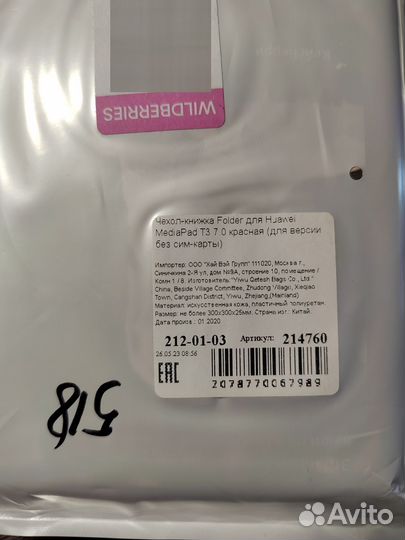 WILDBERRIES
Чехол-книжка Folder для Huawei
MediaPad T3 7.0 красная (для версии
без сим-карты)
Импортер: ООО "Хай Вэй Групп" 111020, Москва г.,
Синичкина 2-Я ул, дом №9А, строение 10, помещение /
Комн 1 / 8. Изготовитель: "Yiwu Qetesh Bags Co., Ltd."
China, Beside Village Committee, Zhudong Village, Xieqiao
Town, Cangshan District, Yiwu, Zhejiang,(Mainland)
Материал: искусственная кожа, пластичный полиуретан.
Размер: не более 300x300x25мм. Страна изг.: Китай.
Дата произв.: 01.2020
212-01-03 Артикул: 214760
26.05.23 08:56
EAC
2078770067989
518
Avito